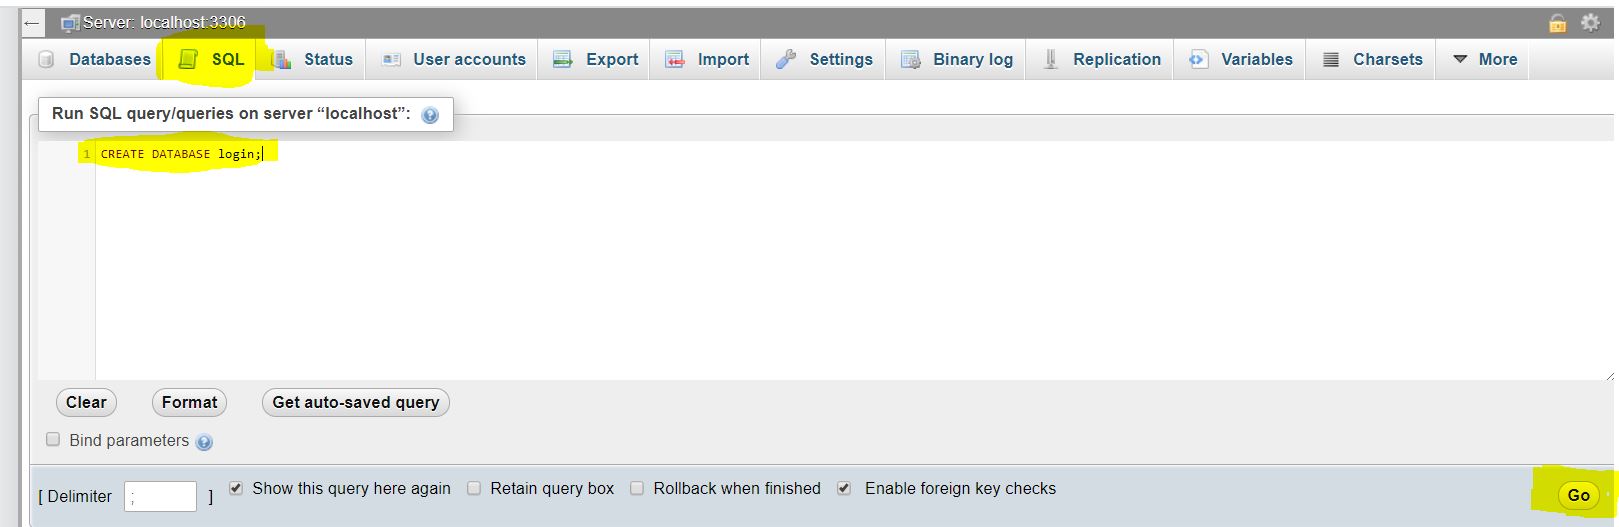 Server: localhost:3306
Databases SQL Status User accounts Export Import Settings Binary log Replication Variables Charsets More
Run SQL query/queries on server “localhost”:
1 CREATE DATABASE login;
Clear Format Get auto-saved query
Bind parameters
[ Delimiter ; ] Show this query here again Retain query box Rollback when finished Enable foreign key checks
Go